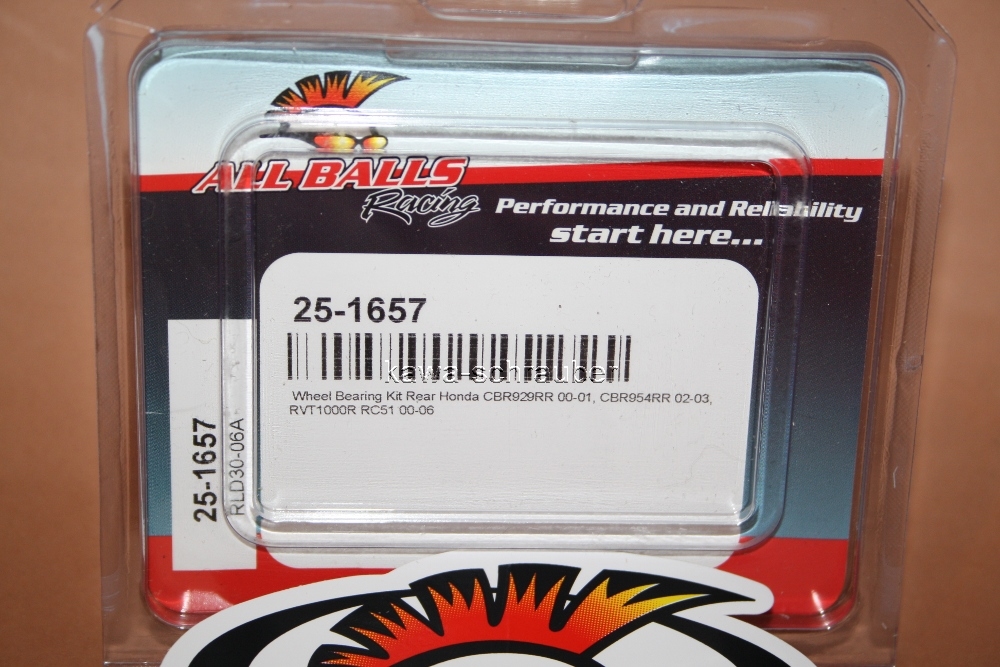 ALL BALLS
Racing
Performance and Reliability
start here...
25-1657
kawa-schrauber
Wheel Bearing Kit Rear Honda CBR929RR 00-01, CBR954RR 02-03,
RVT1000R RC51 00-06
25-1657
RLD30-06A